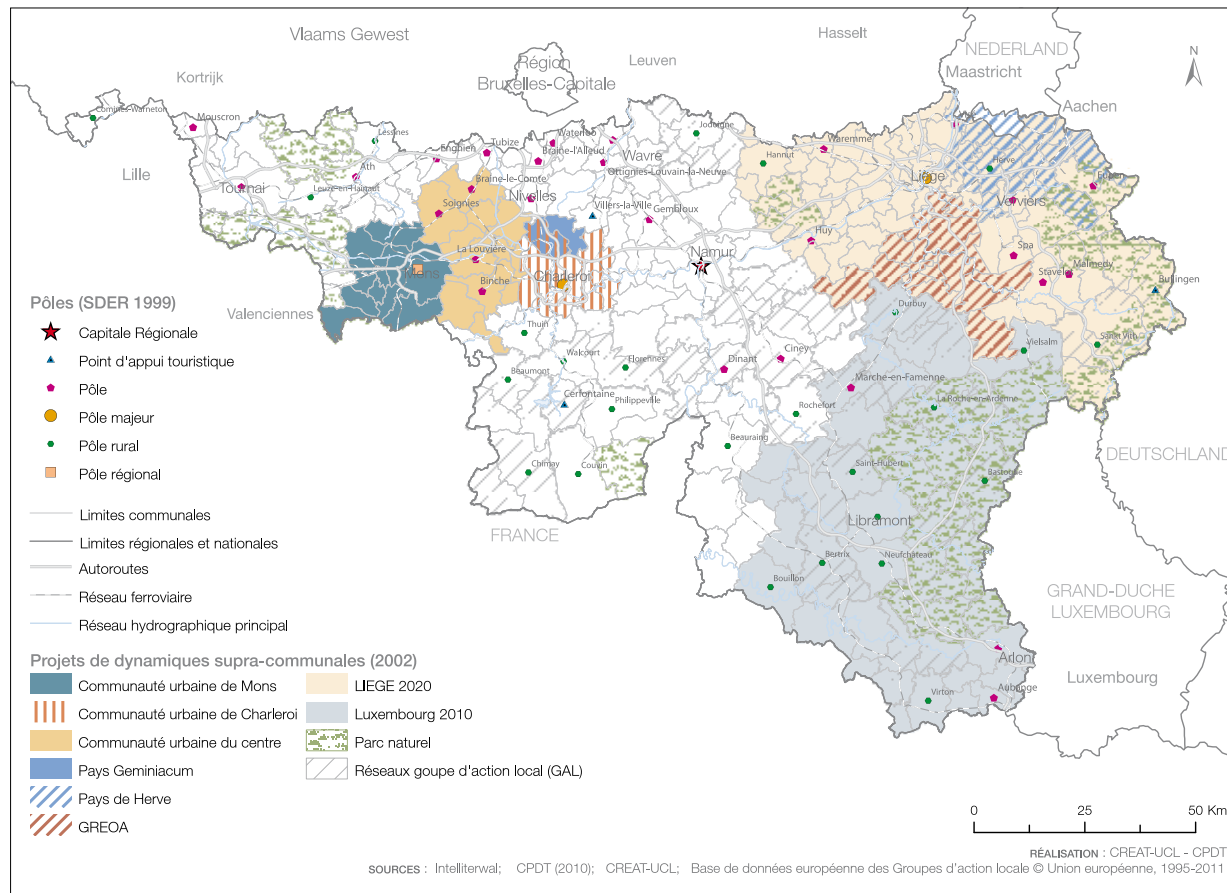 Vlaams Gewest
Hasselt
NEDERLAND
Maastricht
Région
Bruxelles-Capitale
Leuven
Kortrijk
Aachen
Comines-Warneton
Mouscron
Lessines
Enghien
Tubize
Waterloo
Braine-l'Alleud
Wavre
Jodoigne
Waremme
Hannut
Herve
Lille
Ath
Tournai
Leuze-en-Hainaut
Braine-le-Comte
Ottignies-Louvain-la-Neuve
Liège
Eupen
Nivelles
Soignies
Villers-la-Ville
Gembloux
Verviers
Huy
La Louvière
Namur
Spa
Mons
Charleroi
Stavelot
Malmedy
Büllingen
Binche
Pôles (SDER 1999)
Valenciennes
Durbuy
Capitale Régionale
Thuin
Vielsalm
Sankt Vith
Point d'appui touristique
Walcourt
Florennes
Dinant
Ciney
Pôle
Beaumont
Marche-en-Famenne
Pôle majeur
Cerfontaine
Philippeville
Rochefort
La Roche-en-Ardenne
Pôle rural
Beauraing
DEUTSCHLAND
Pôle régional
Chimay
Couvin
Saint-Hubert
Bastogne
Limites communales
Libramont
FRANCE
Limites régionales et nationales
Autoroutes
Bertrix
Neufchâteau
Réseau ferroviaire
Bouillon
GRAND-DUCHE
LUXEMBOURG
Réseau hydrographique principal
Projets de dynamiques supra-communales (2002)
Arlon
Luxembourg
Communauté urbaine de Mons
LIEGE 2020
Aubange
Virton
Communauté urbaine de Charleroi
Luxembourg 2010
Communauté urbaine du centre
Parc naturel
Pays Geminiacum
Réseaux goupe d'action local (GAL)
Pays de Herve
GREOA
N
0 25 50 Km
RÉALISATION : CREAT-UCL - CPDT
SOURCES : Intelliterwal; CPDT (2010); CREAT-UCL; Base de données européenne des Groupes d'action locale © Union européenne, 1995-2011